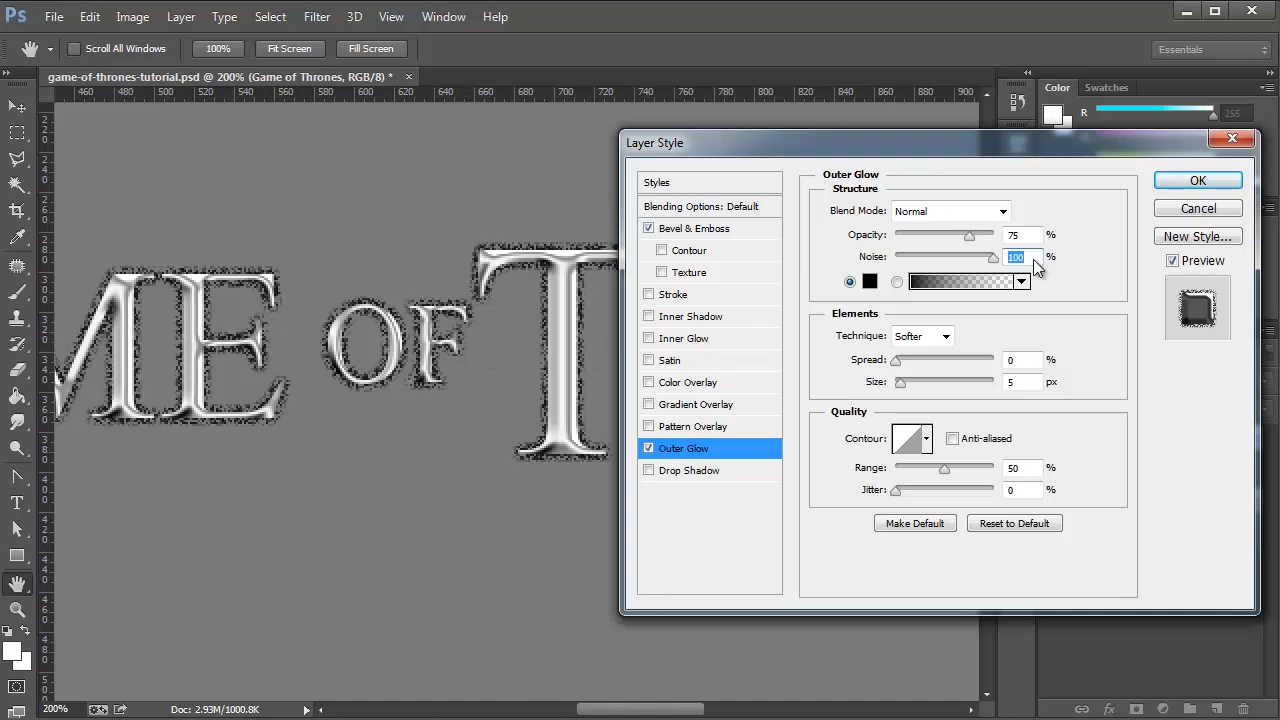 Ps File Edit Image Layer Type Select Filter 3D View Window Help
Scroll All Windows 100% Fit Screen Fill Screen Essentials
game-of-thrones-tutorial.psd @ 200% (Game of Thrones, RGB/8) * ×
Color Swatches
460 480 500 520 540 560 580 600 620 640 660 680 700 720 740 760 780 800 820 840 860 880 900
R 255
Layer Style
Styles
Blending Options: Default
Bevel & Emboss
Contour
Texture
Stroke
Inner Shadow
Inner Glow
Satin
Color Overlay
Gradient Overlay
Pattern Overlay
Outer Glow
Drop Shadow
Outer Glow
Structure
Blend Mode: Normal
Opacity: 75 %
Noise: 100 %
Elements
Technique: Softer
Spread: 0 %
Size: 5 px
Quality
Contour: Anti-aliased
Range: 50 %
Jitter: 0 %
Make Default Reset to Default
OK
Cancel
New Style...
Preview
ME OF T
200% Doc: 2.93M/1000.8K
fx